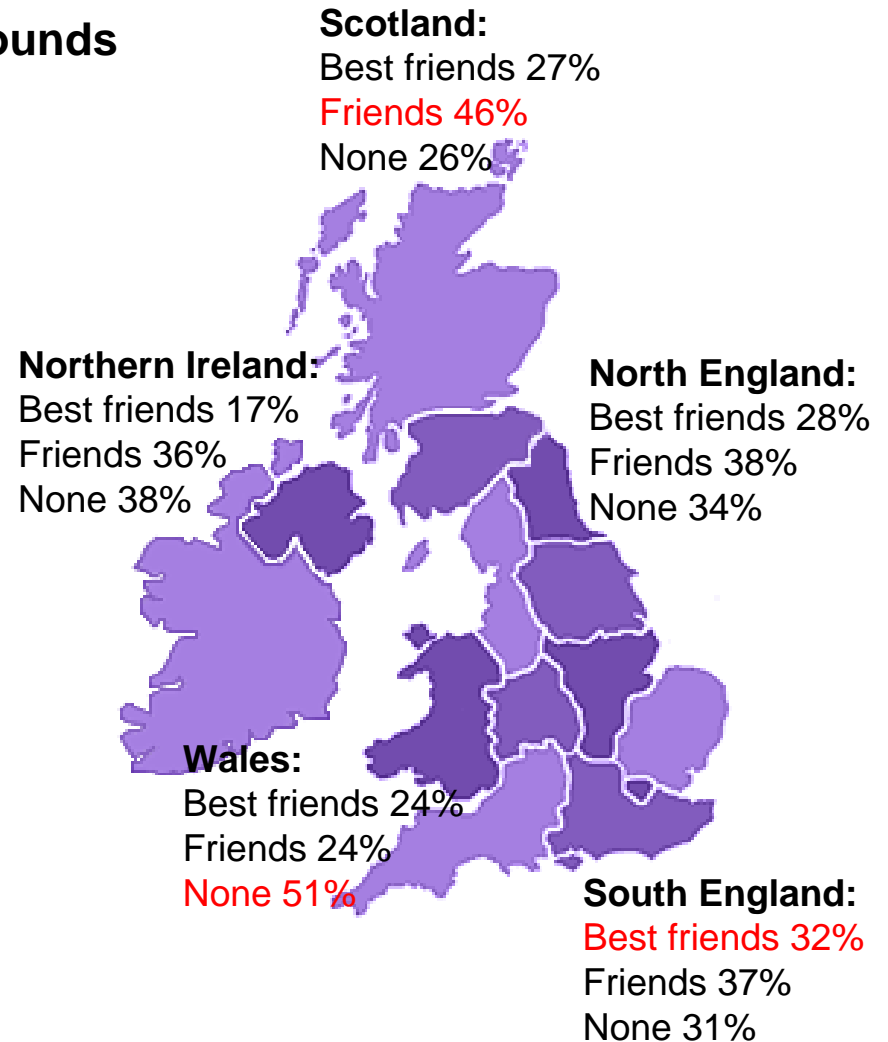 ounds
Scotland:
Best friends 27%
Friends 46%
None 26%
Northern Ireland:
Best friends 17%
Friends 36%
None 38%
North England:
Best friends 28%
Friends 38%
None 34%
Wales:
Best friends 24%
Friends 24%
None 51%
South England:
Best friends 32%
Friends 37%
None 31%